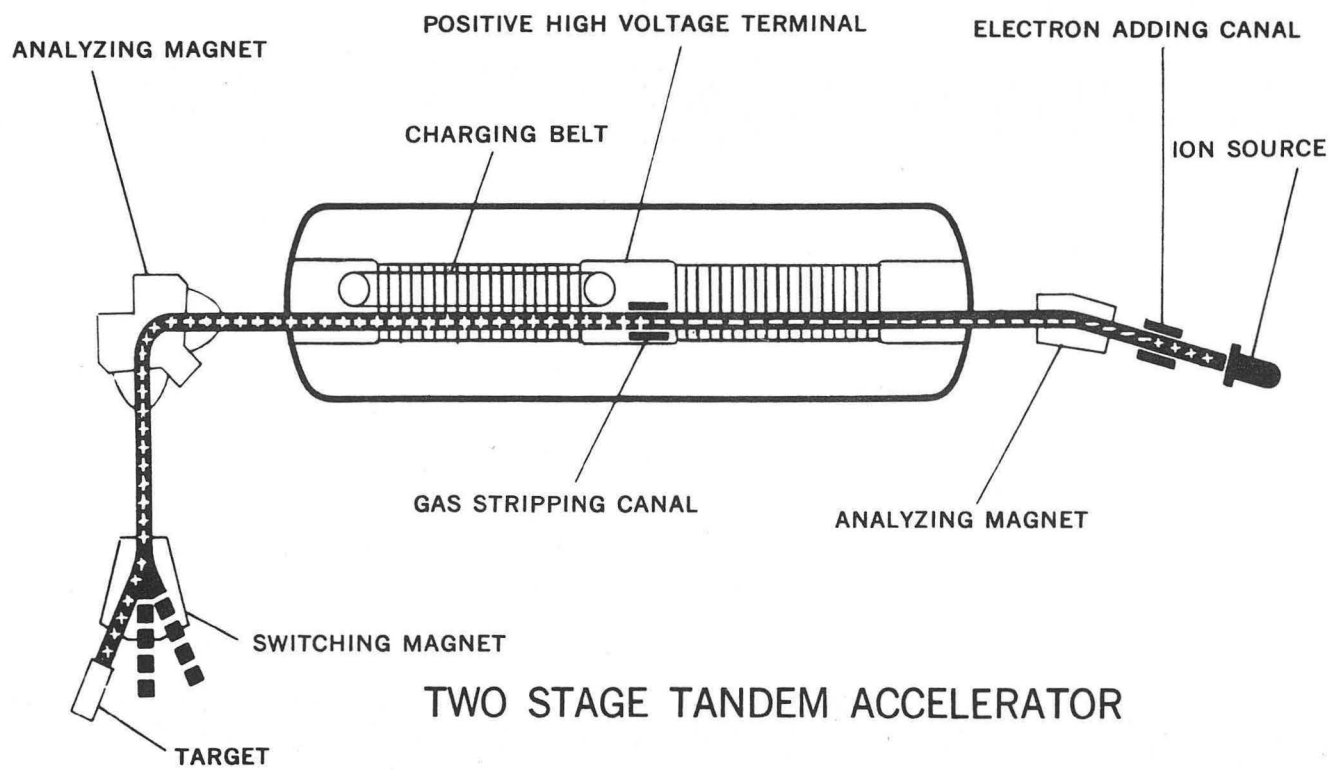 POSITIVE HIGH VOLTAGE TERMINAL
ELECTRON ADDING CANAL
ANALYZING MAGNET
CHARGING BELT
ION SOURCE
GAS STRIPPING CANAL
ANALYZING MAGNET
SWITCHING MAGNET
TWO STAGE TANDEM ACCELERATOR
TARGET